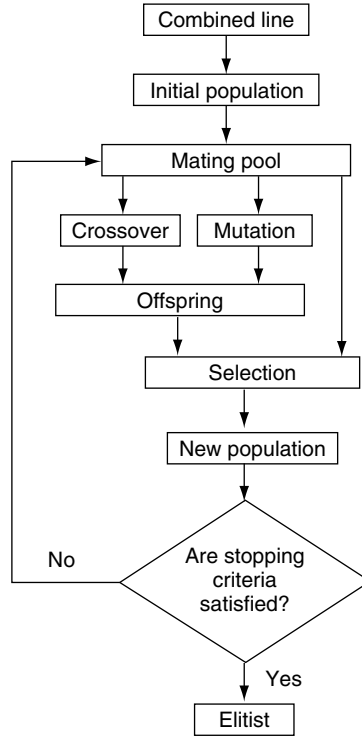 Combined line
Initial population
Mating pool
Crossover
Mutation
Offspring
Selection
New population
Are stopping
criteria
satisfied?
No
Yes
Elitist